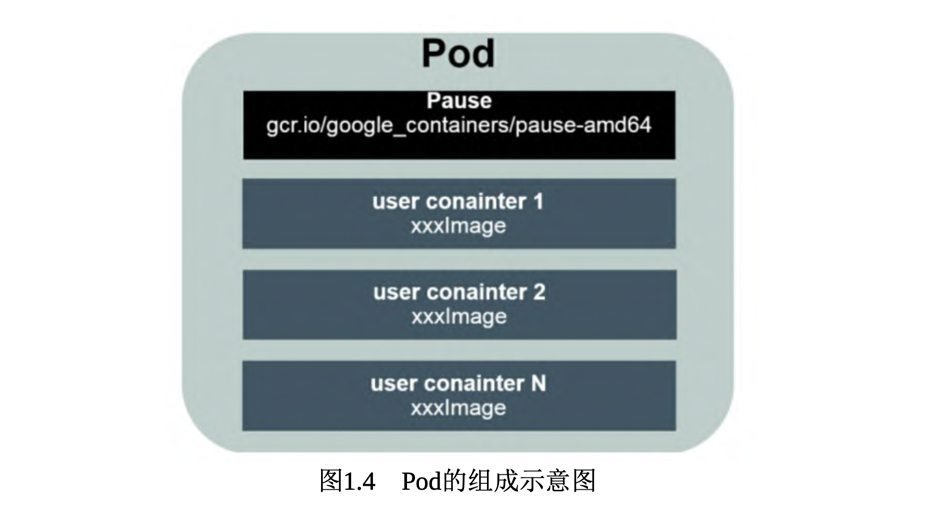 Pod
Pause
gcr.io/google_containers/pause-amd64
user conainter 1
xxxImage
user conainter 2
xxxImage
user conainter N
xxxImage
图1.4 Pod的组成示意图